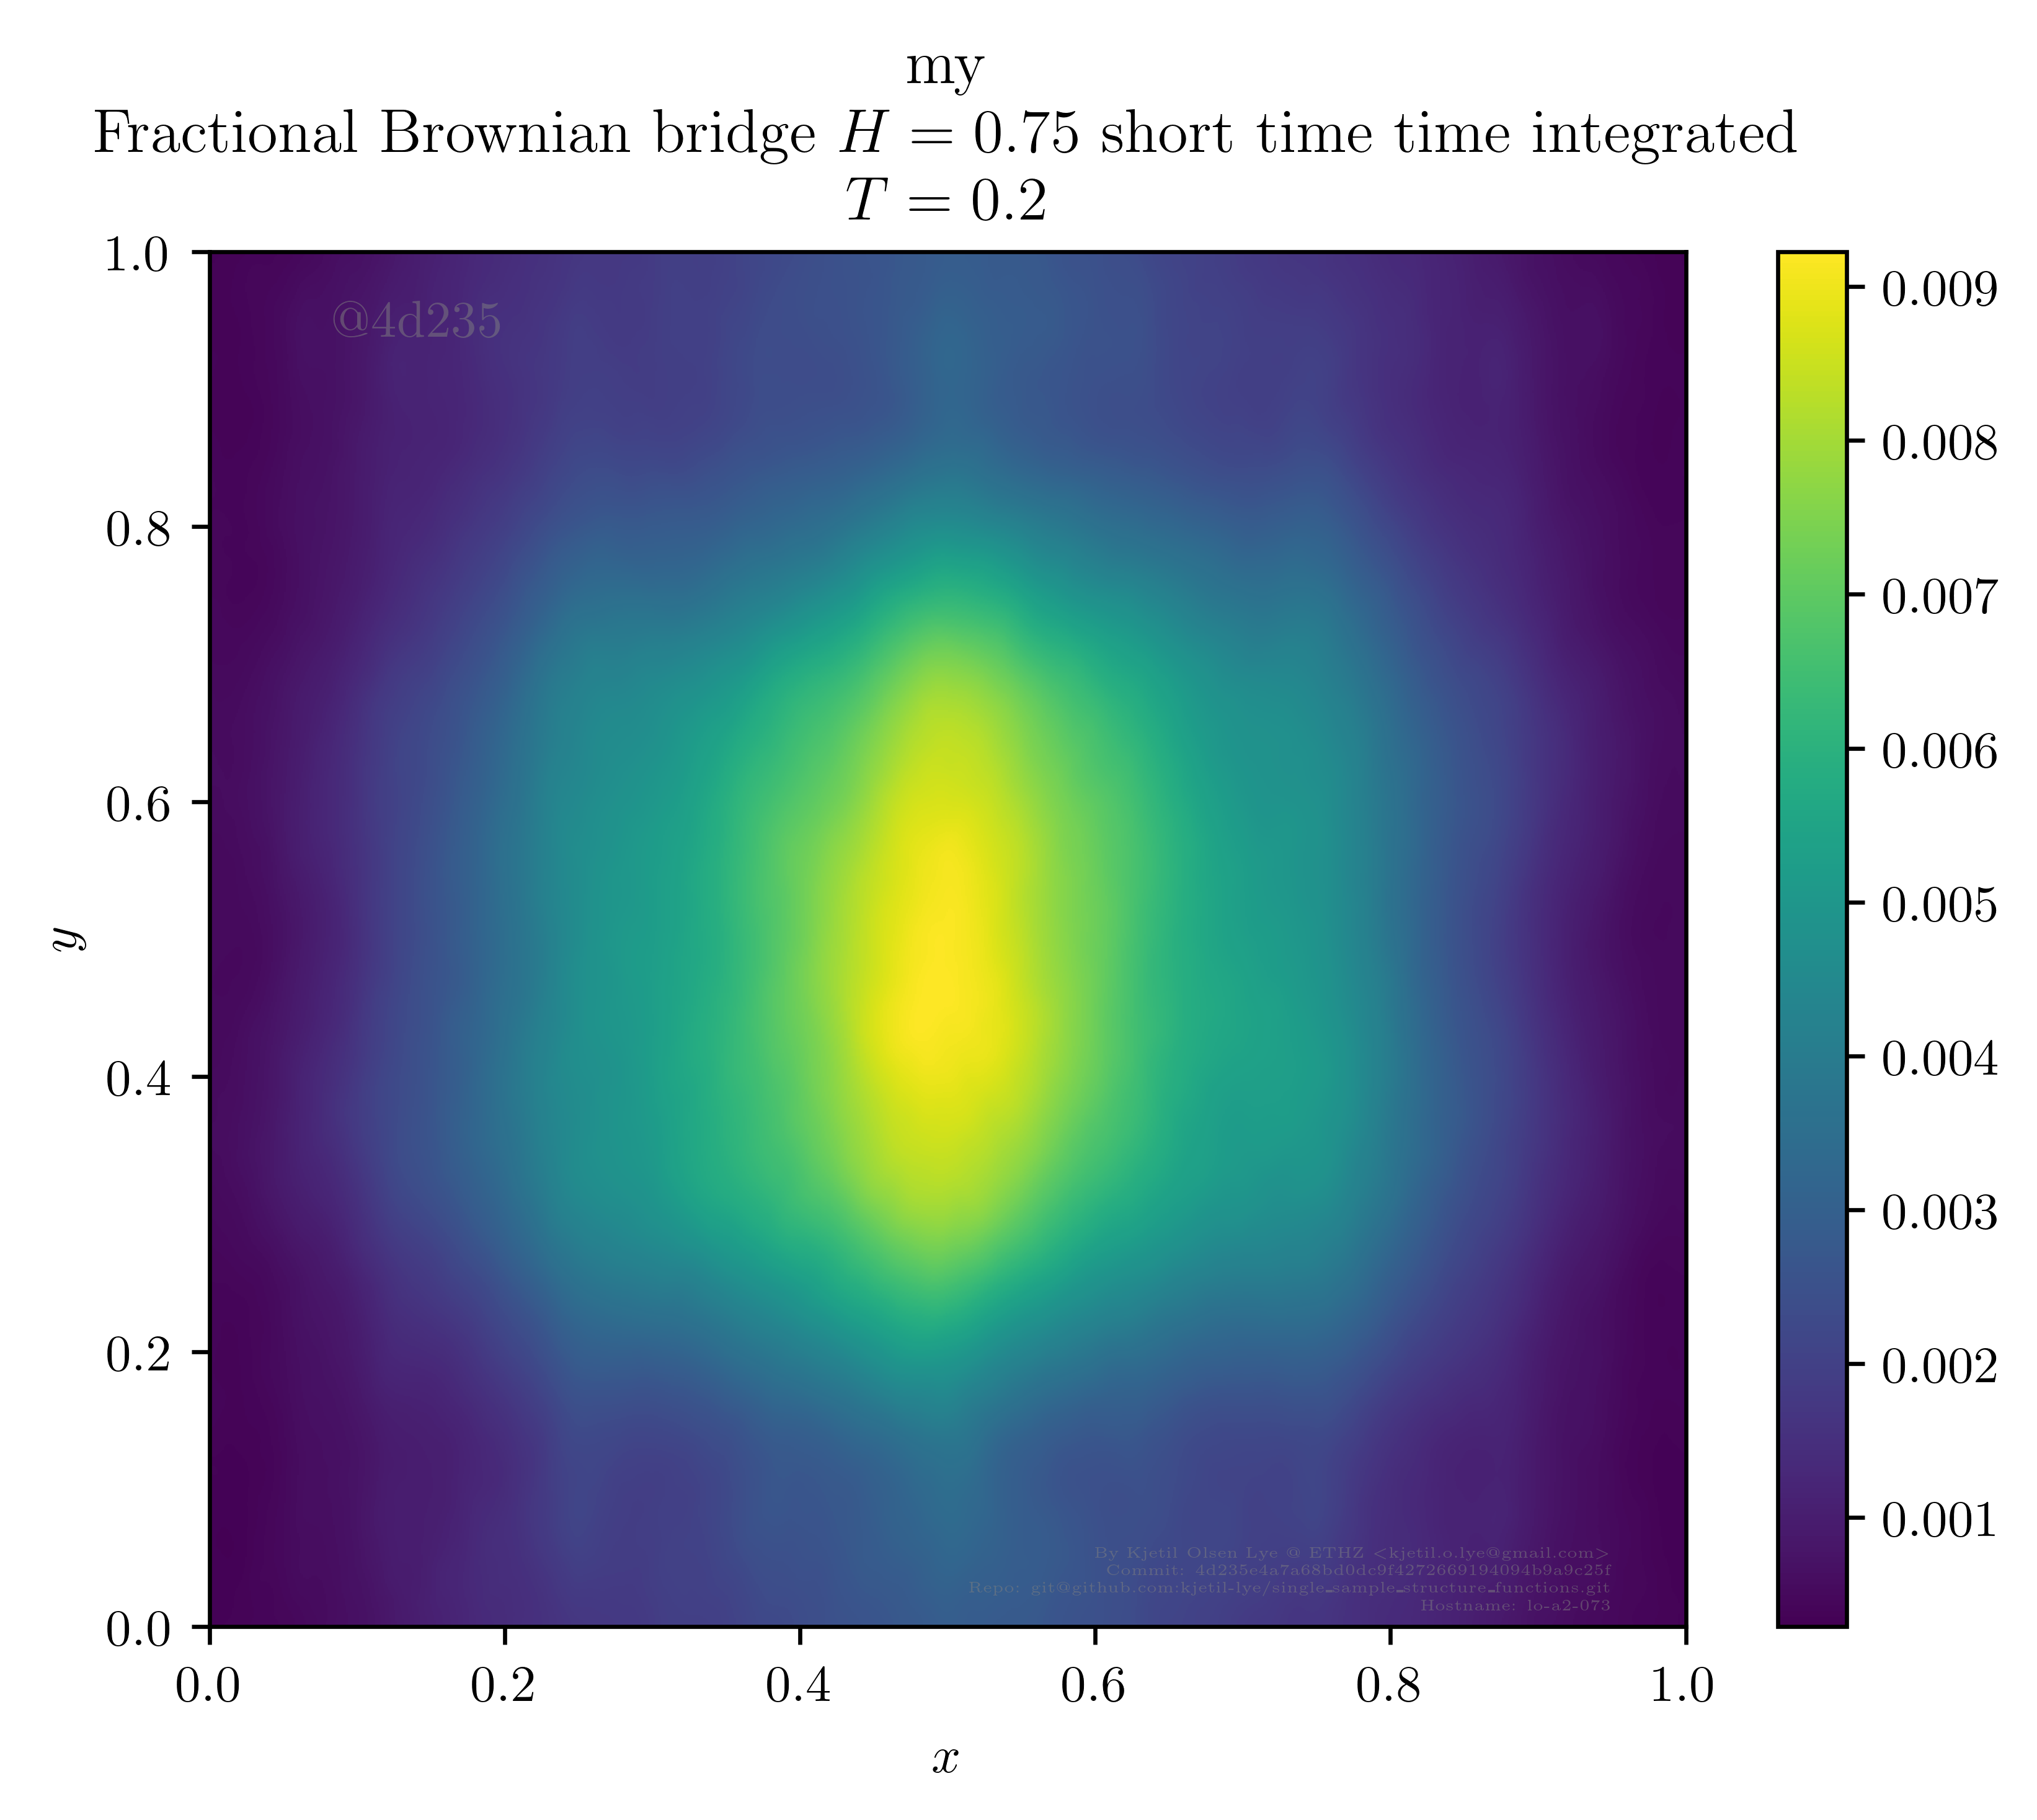 my
Fractional Brownian bridge H = 0.75 short time time integrated
T = 0.2
1.0
0.8
0.6
0.4
0.2
0.0
y
0.0 0.2 0.4 0.6 0.8 1.0
x
0.009
0.008
0.007
0.006
0.005
0.004
0.003
0.002
0.001
@4d235
By Kjetil Olsen Lye @ ETHZ <kjetil.o.lye@gmail.com>
Commit: 4d235e4a7a68bd0dc9f4272669194094b9a9c25f
Repo: git@github.com:kjetil-lye/single_sample_structure_functions.git
Hostname: lo-a2-073